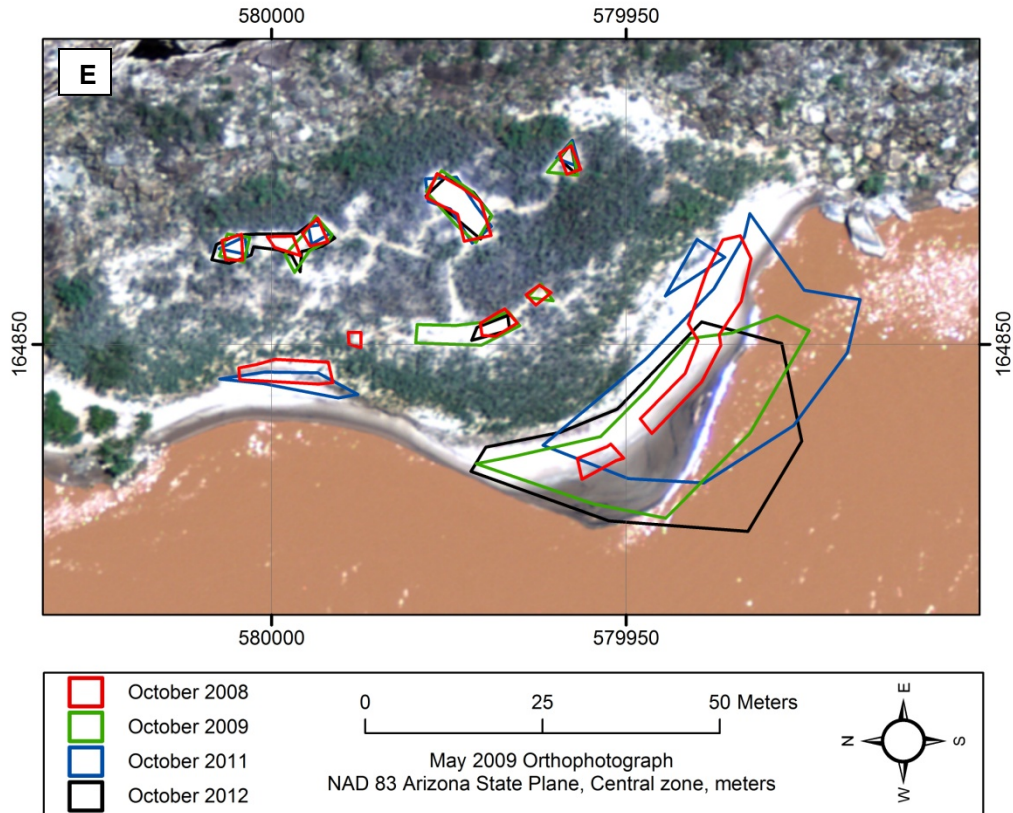 580000 579950
E
164850 164850
580000 579950
October 2008
October 2009
October 2011
October 2012
0 25 50 Meters
May 2009 Orthophotograph
NAD 83 Arizona State Plane, Central zone, meters
E
N S
W